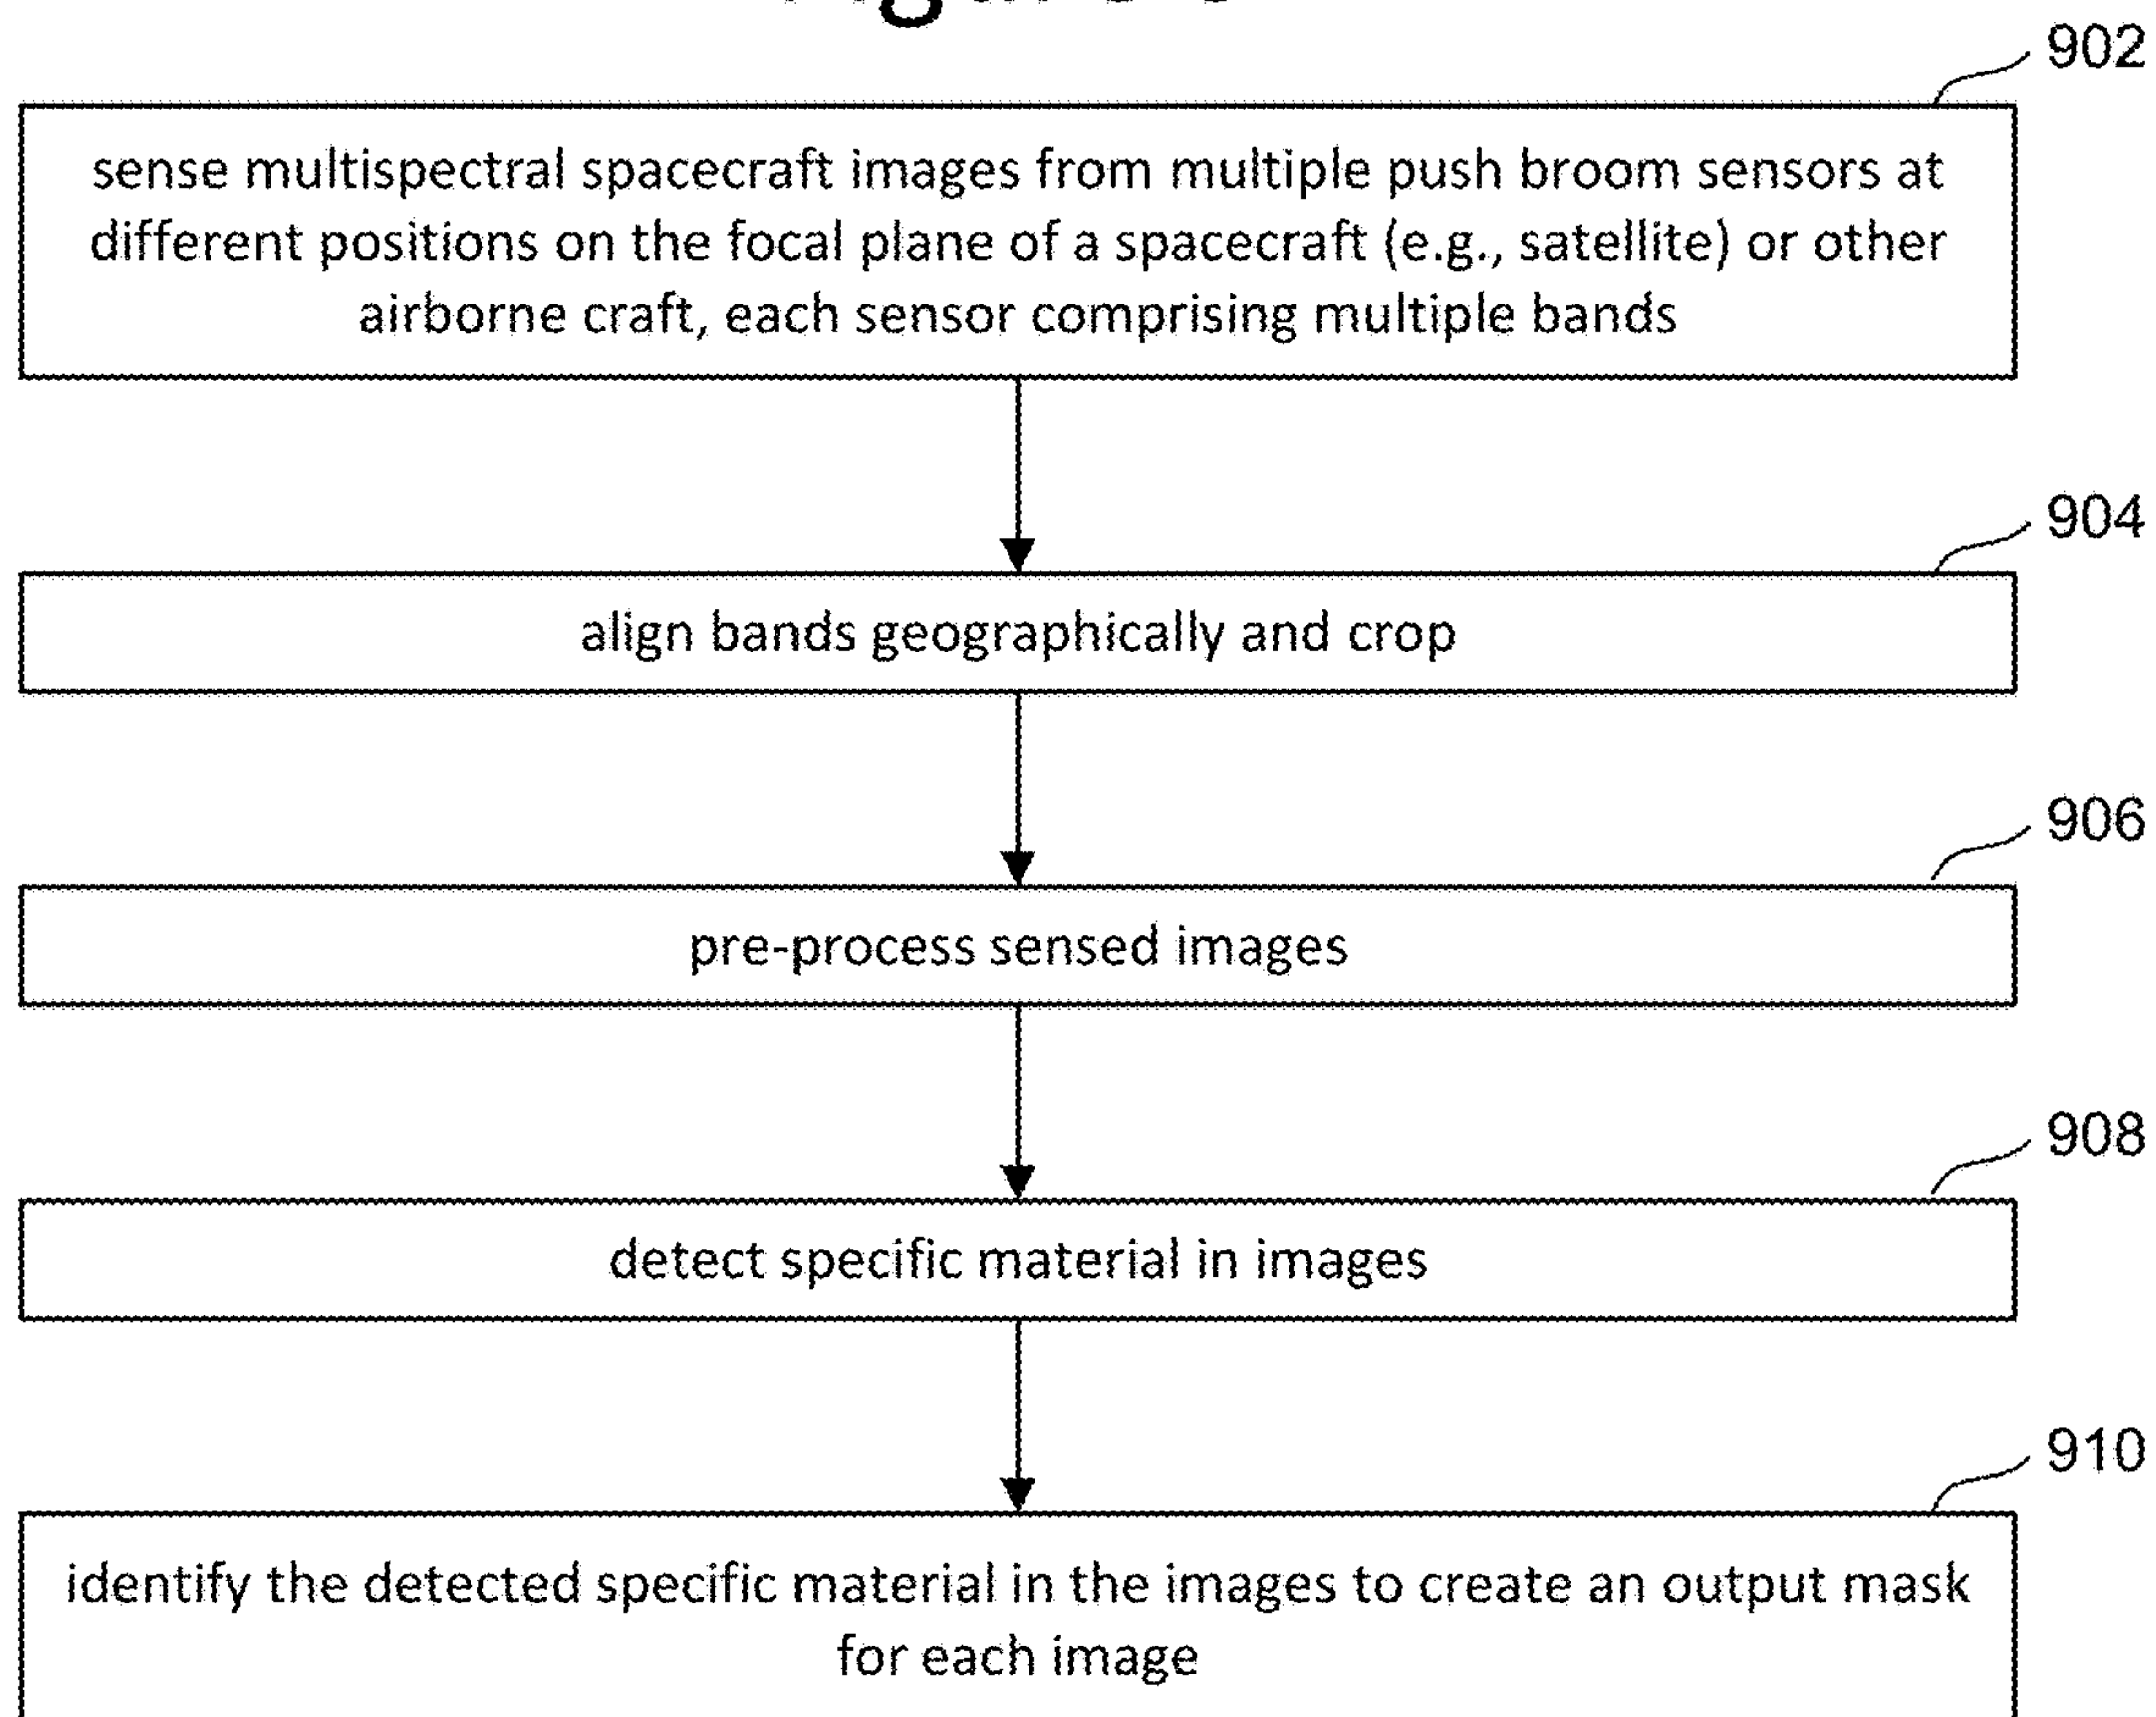 902
sense multispectral spacecraft images from multiple push broom sensors at
different positions on the focal plane of a spacecraft (e.g., satellite) or other
airborne craft, each sensor comprising multiple bands
904
align bands geographically and crop
906
pre-process sensed images
908
detect specific material in images
910
identify the detected specific material in the images to create an output mask
for each image